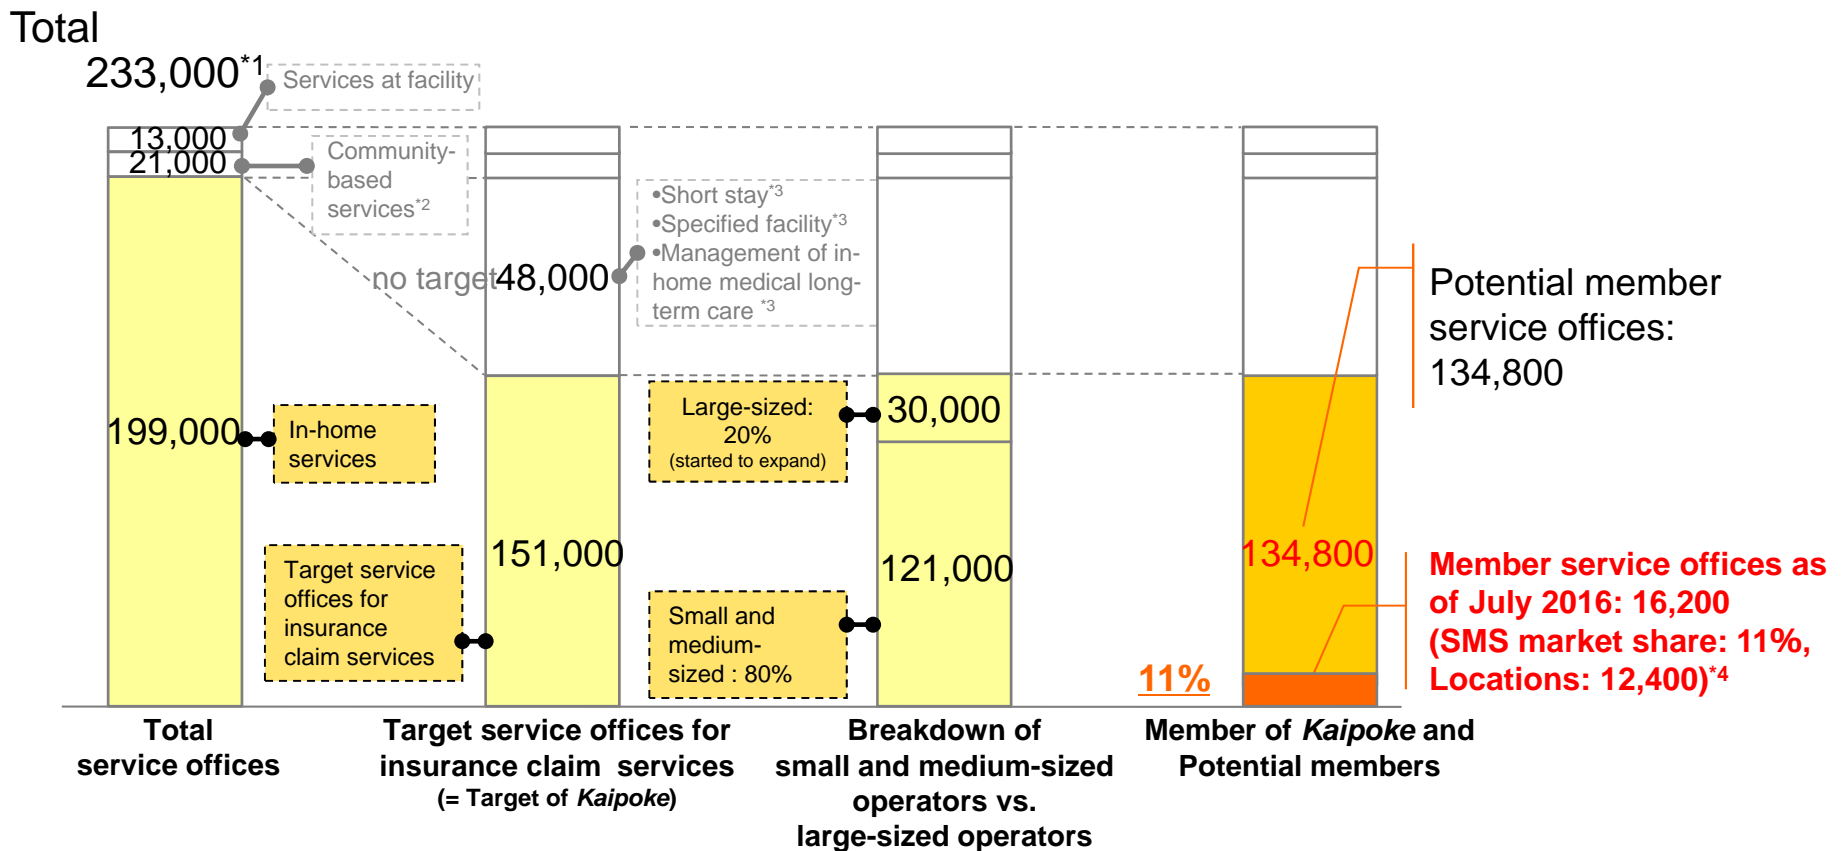 Total
233,000*1
Services at facility
13,000
21,000
Community-
based
services*2
•Short stay*3
•Specified facility*3
•Management of in-
home medical long-
term care *3
no target
48,000
Potential member
service offices:
134,800
199,000
In-home
services
Large-sized:
20%
(started to expand)
30,000
Target service
offices for
insurance
claim services
151,000
121,000
Small and
medium-
sized : 80%
134,800
Member service offices as
of July 2016: 16,200
(SMS market share: 11%,
Locations: 12,400)*4
11%
Total
service offices
Target service offices for
insurance claim services
(= Target of Kaipoke)
Breakdown of
small and medium-sized
operators vs.
large-sized operators
Member of Kaipoke and
Potential members